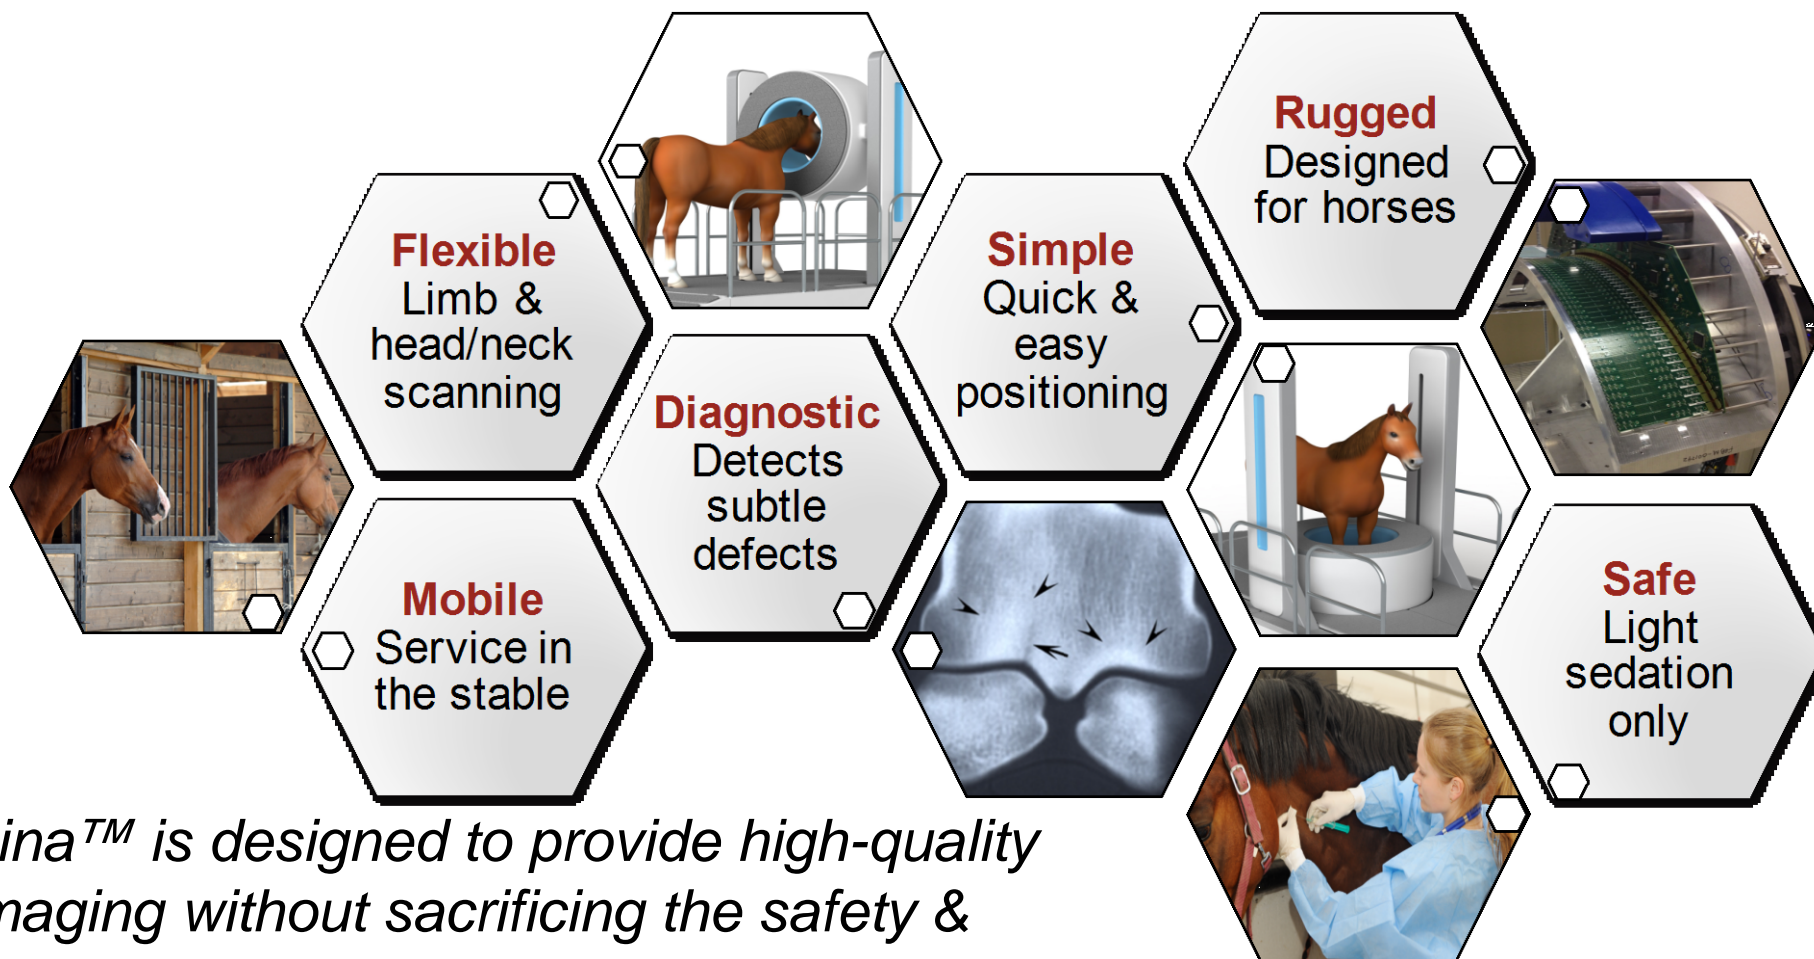 Rugged
Designed
for horses
Flexible
Limb &
head/neck
scanning
Simple
Quick &
easy
positioning
Diagnostic
Detects
subtle
defects
Mobile
Service in
the stable
Safe
Light
sedation
only
ina™ is designed to provide high-quality
maging without sacrificing the safety &